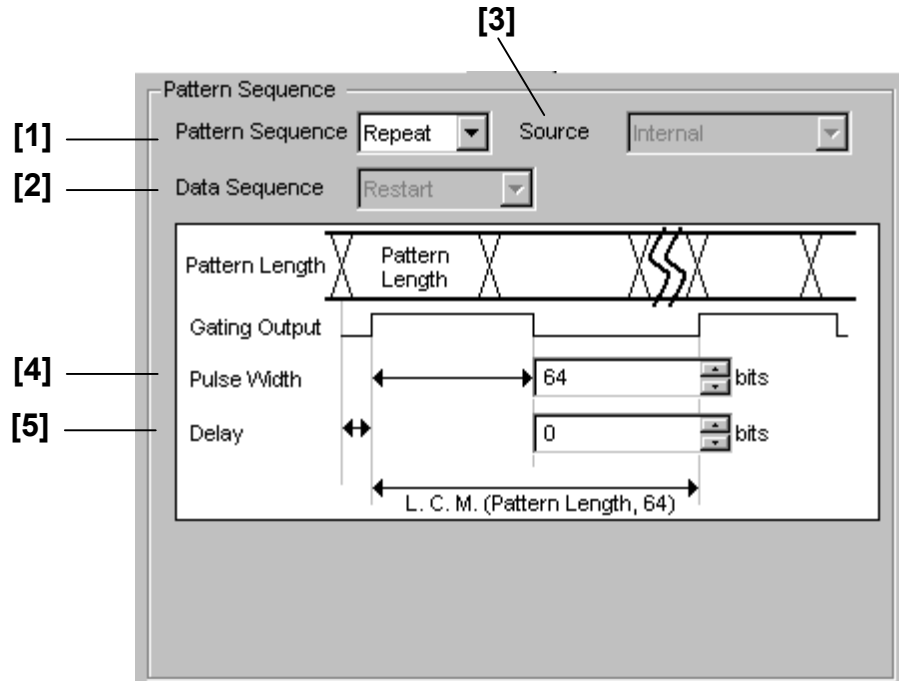 [3]
Pattern Sequence
[1] Pattern Sequence Repeat Source Internal
[2] Data Sequence Restart
Pattern Length Pattern Length
Gating Output
[4] Pulse Width 64 bits
[5] Delay 0 bits
L. C. M. (Pattern Length, 64)